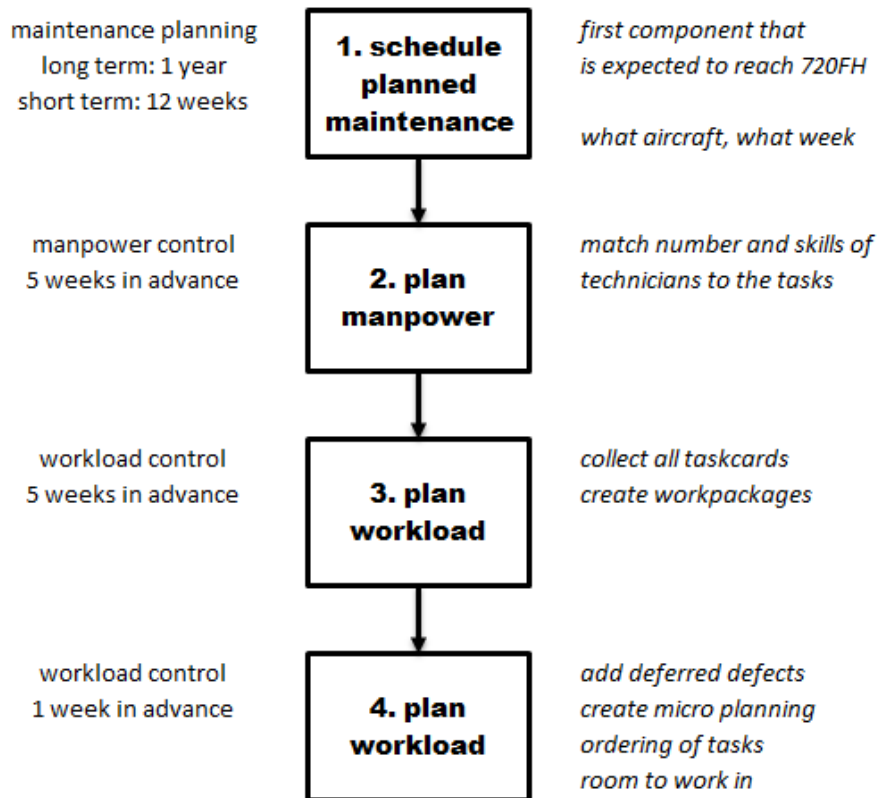 maintenance planning
long term: 1 year
short term: 12 weeks
1. schedule
planned
maintenance
first component that
is expected to reach 720FH
what aircraft, what week
manpower control
5 weeks in advance
2. plan
manpower
match number and skills of
technicians to the tasks
workload control
5 weeks in advance
3. plan
workload
collect all taskcards
create workpackages
workload control
1 week in advance
4. plan
workload
add deferred defects
create micro planning
ordering of tasks
room to work in